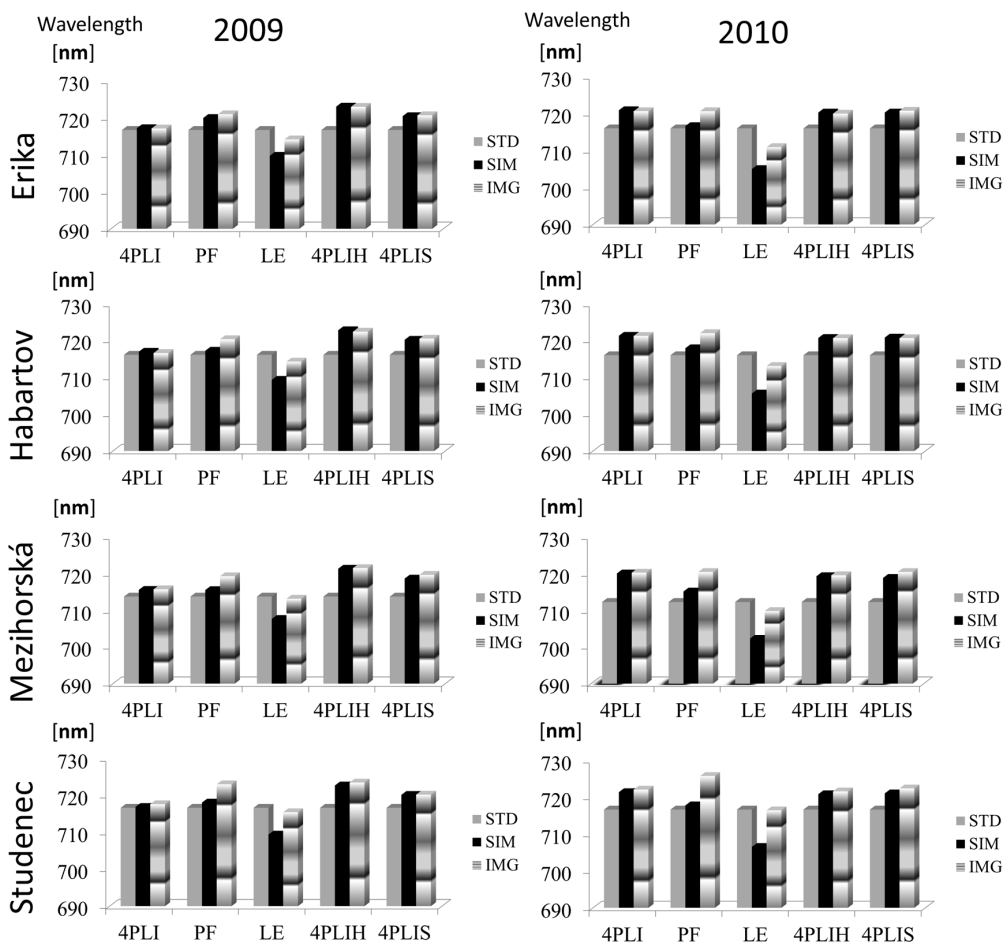 Wavelength 2009
[nm]
Erika
730
720
710
700
690
4PLI PF LE 4PLIH 4PLIS
STD
SIM
IMG
Wavelength 2010
[nm]
730
720
710
700
690
4PLI PF LE 4PLIH 4PLIS
STD
SIM
IMG
Habartov
[nm]
730
720
710
700
690
4PLI PF LE 4PLIH 4PLIS
STD
SIM
IMG
[nm]
730
720
710
700
690
4PLI PF LE 4PLIH 4PLIS
STD
SIM
IMG
Mezihorská
[nm]
730
720
710
700
690
4PLI PF LE 4PLIH 4PLIS
STD
SIM
IMG
[nm]
730
720
710
700
690
4PLI PF LE 4PLIH 4PLIS
STD
SIM
IMG
Studenec
[nm]
730
720
710
700
690
4PLI PF LE 4PLIH 4PLIS
STD
SIM
IMG
[nm]
730
720
710
700
690
4PLI PF LE 4PLIH 4PLIS
STD
SIM
IMG